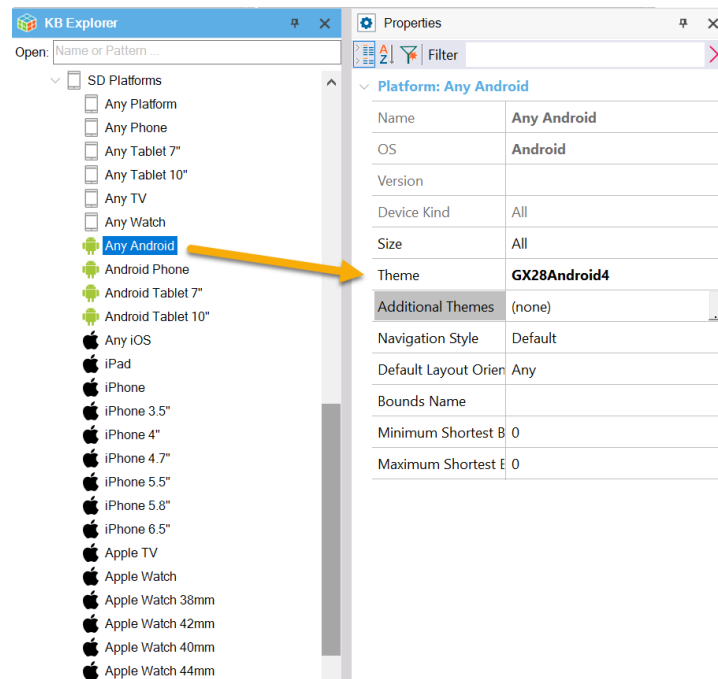 KB Explorer
Open: Name or Pattern ...
SD Platforms
Any Platform
Any Phone
Any Tablet 7"
Any Tablet 10"
Any TV
Any Watch
Any Android
Android Phone
Android Tablet 7"
Android Tablet 10"
Any iOS
iPad
iPhone
iPhone 3.5"
iPhone 4"
iPhone 4.7"
iPhone 5.5"
iPhone 5.8"
iPhone 6.5"
Apple TV
Apple Watch
Apple Watch 38mm
Apple Watch 42mm
Apple Watch 40mm
Apple Watch 44mm
Properties
A Z Filter
Platform: Any Android
Name Any Android
OS Android
Version
Device Kind All
Size All
Theme GX28Android4
Additional Themes (none)
Navigation Style Default
Default Layout Orien Any
Bounds Name
Minimum Shortest B 0
Maximum Shortest B 0